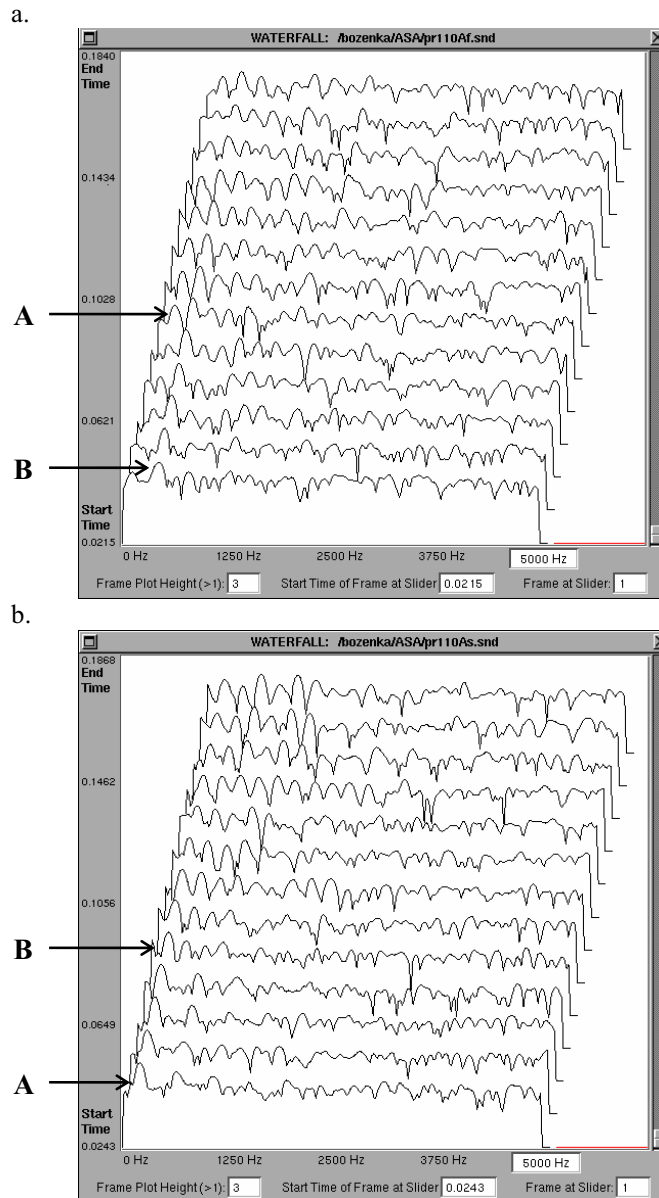 a.
WATERFALL: /bozenka/ASA/pr110Af.snd
0.1840
End
Time
0.1434
0.1028
A
0.0621
B
Start
Time
0.0215
0 Hz 1250 Hz 2500 Hz 3750 Hz 5000 Hz
Frame Plot Height (>1): 3 Start Time of Frame at Slider 0.0215 Frame at Slider: 1
b.
WATERFALL: /bozenka/ASA/pr110As.snd
0.1868
End
Time
0.1462
0.1056
B
0.0649
A
Start
Time
0.0243
0 Hz 1250 Hz 2500 Hz 3750 Hz 5000 Hz
Frame Plot Height (>1): 3 Start Time of Frame at Slider 0.0243 Frame at Slider: 1